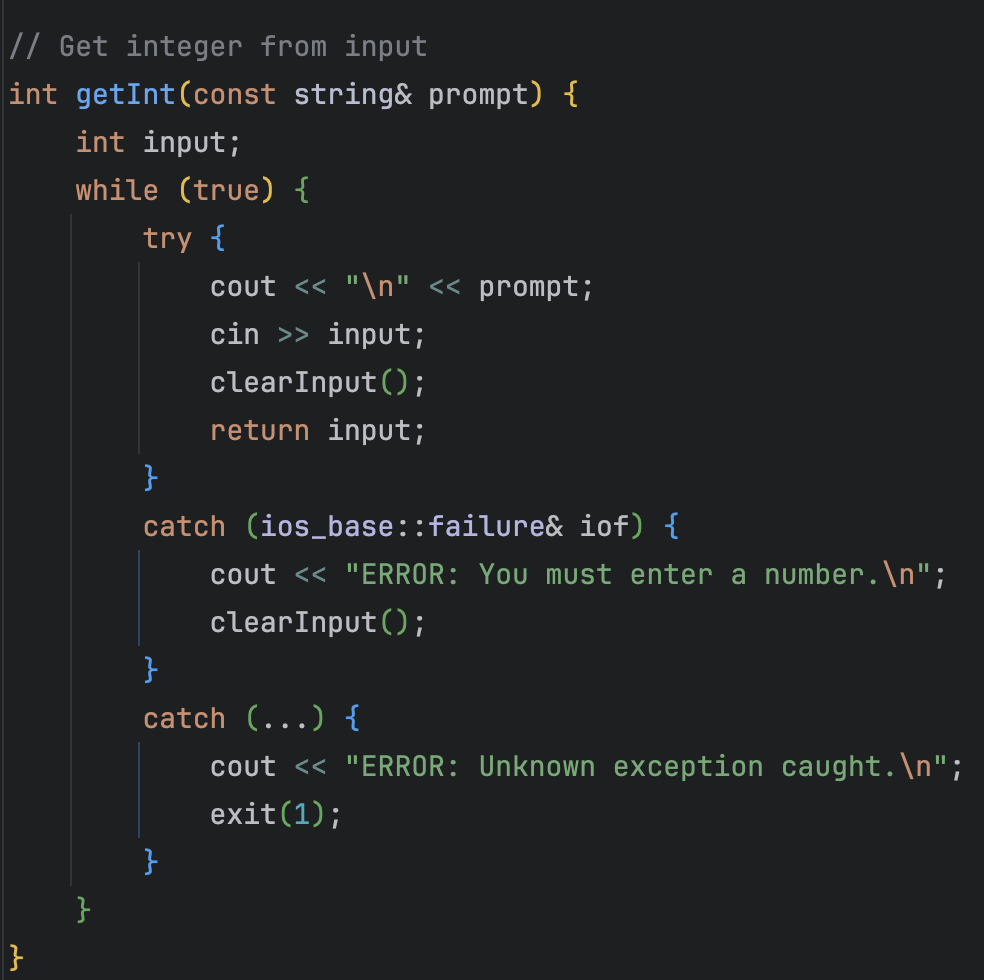 // Get integer from input
int getInt(const string& prompt) {
    int input;
    while (true) {
        try {
            cout << "\n" << prompt;
            cin >> input;
            clearInput();
            return input;
        }
        catch (ios_base::failure& iof) {
            cout << "ERROR: You must enter a number.\n";
            clearInput();
        }
        catch (...) {
            cout << "ERROR: Unknown exception caught.\n";
            exit(1);
        }
    }
}